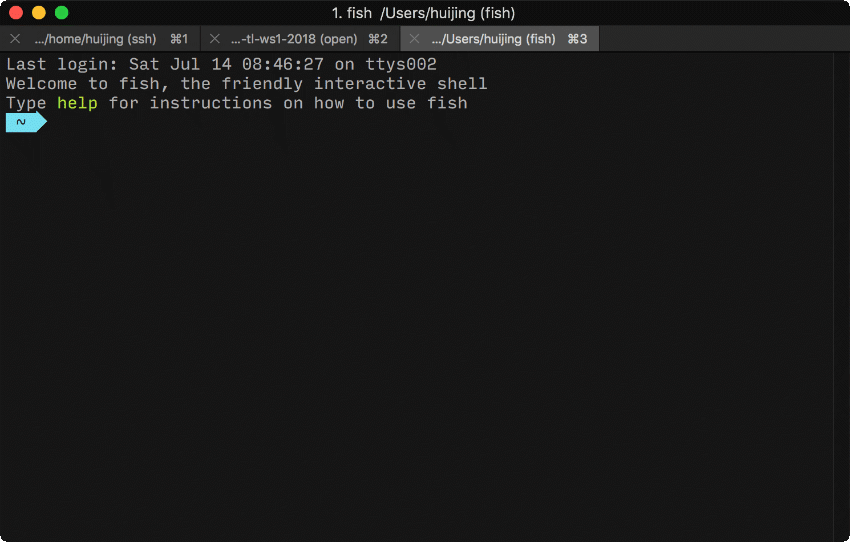 1. fish /Users/huijing (fish)
.../home/huijing (ssh) ⌘1 ...-tl-ws1-2018 (open) ⌘2 .../Users/huijing (fish) ⌘3
Last login: Sat Jul 14 08:46:27 on ttys002
Welcome to fish, the friendly interactive shell
Type help for instructions on how to use fish
~